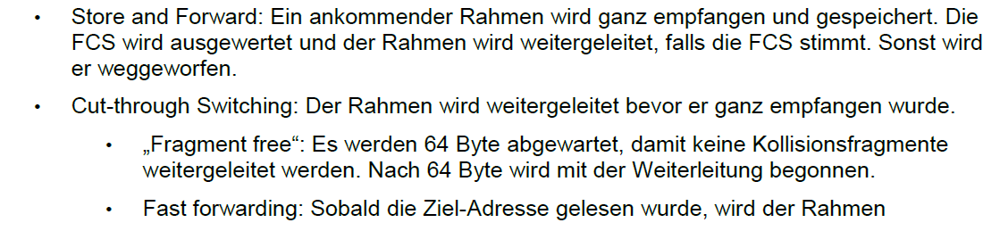 • Store and Forward: Ein ankommender Rahmen wird ganz empfangen und gespeichert. Die
FCS wird ausgewertet und der Rahmen wird weitergeleitet, falls die FCS stimmt. Sonst wird
er weggeworfen.
• Cut-through Switching: Der Rahmen wird weitergeleitet bevor er ganz empfangen wurde.
• „Fragment free“: Es werden 64 Byte abgewartet, damit keine Kollisionsfragmente
weitergeleitet werden. Nach 64 Byte wird mit der Weiterleitung begonnen.
• Fast forwarding: Sobald die Ziel-Adresse gelesen wurde, wird der Rahmen